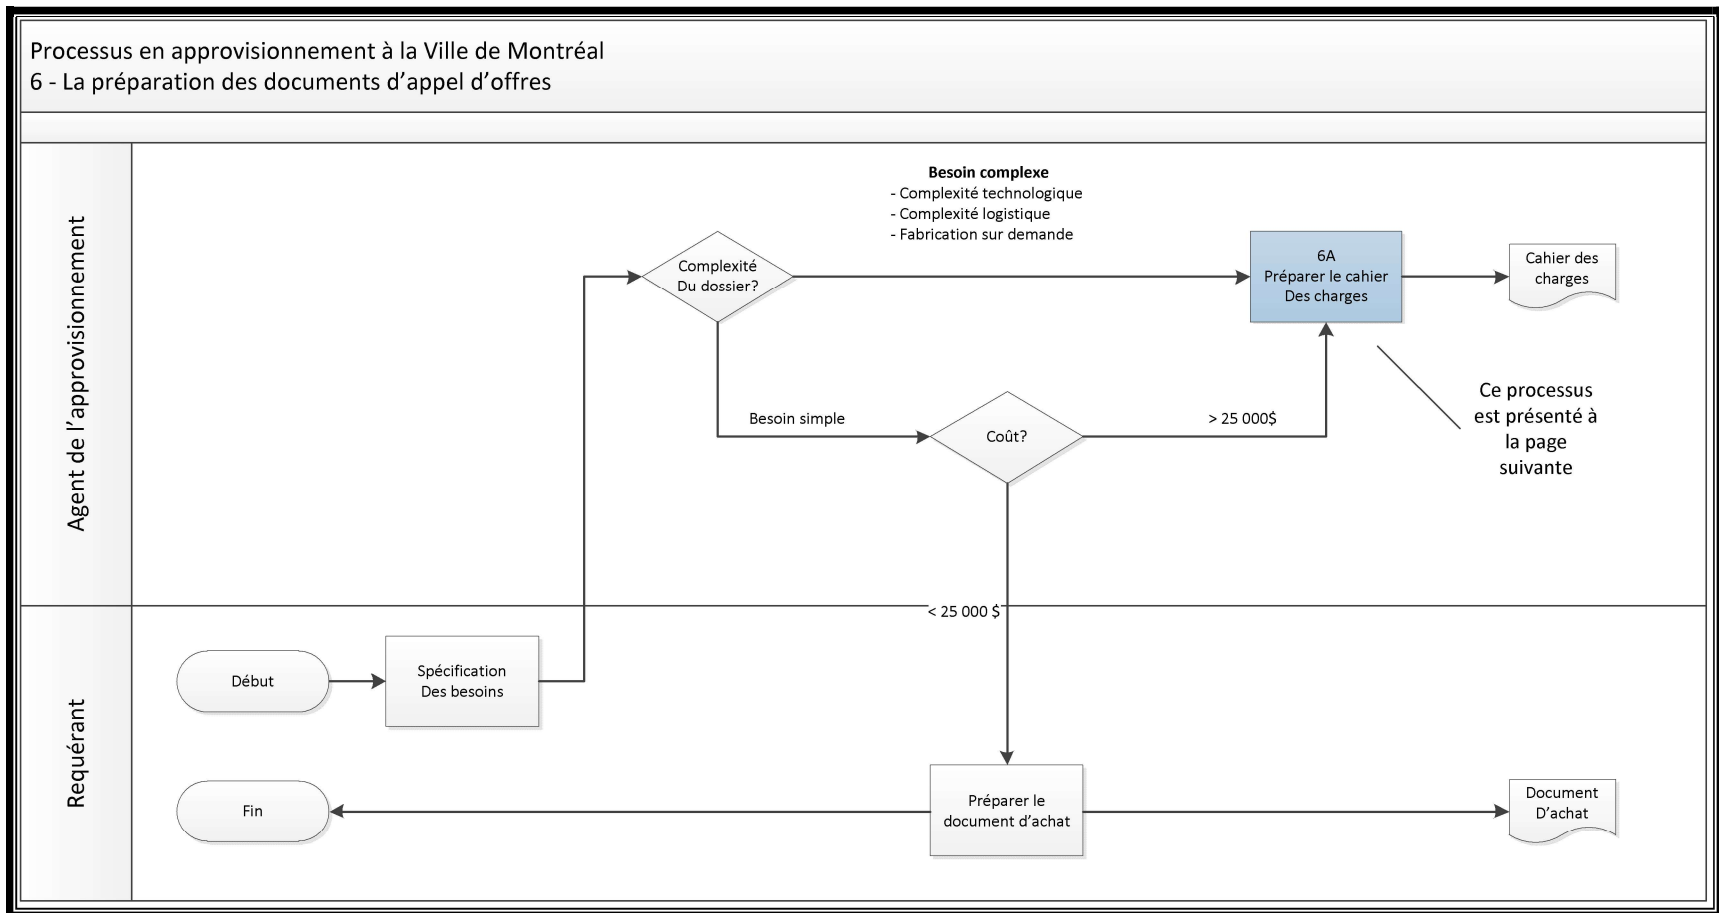 Processus en approvisionnement à la Ville de Montréal
6 - La préparation des documents d'appel d'offres
Agent de l'approvisionnement
Besoin complexe
- Complexité technologique
- Complexité logistique
- Fabrication sur demande
Complexité
Du dossier?
6A
Préparer le cahier
Des charges
Cahier des
charges
Besoin simple
Coût?
> 25 000$
Ce processus
est présenté à
la page
suivante
< 25 000 $
Requérant
Début
Spécification
Des besoins
Fin
Préparer le
document d'achat
Document
D'achat